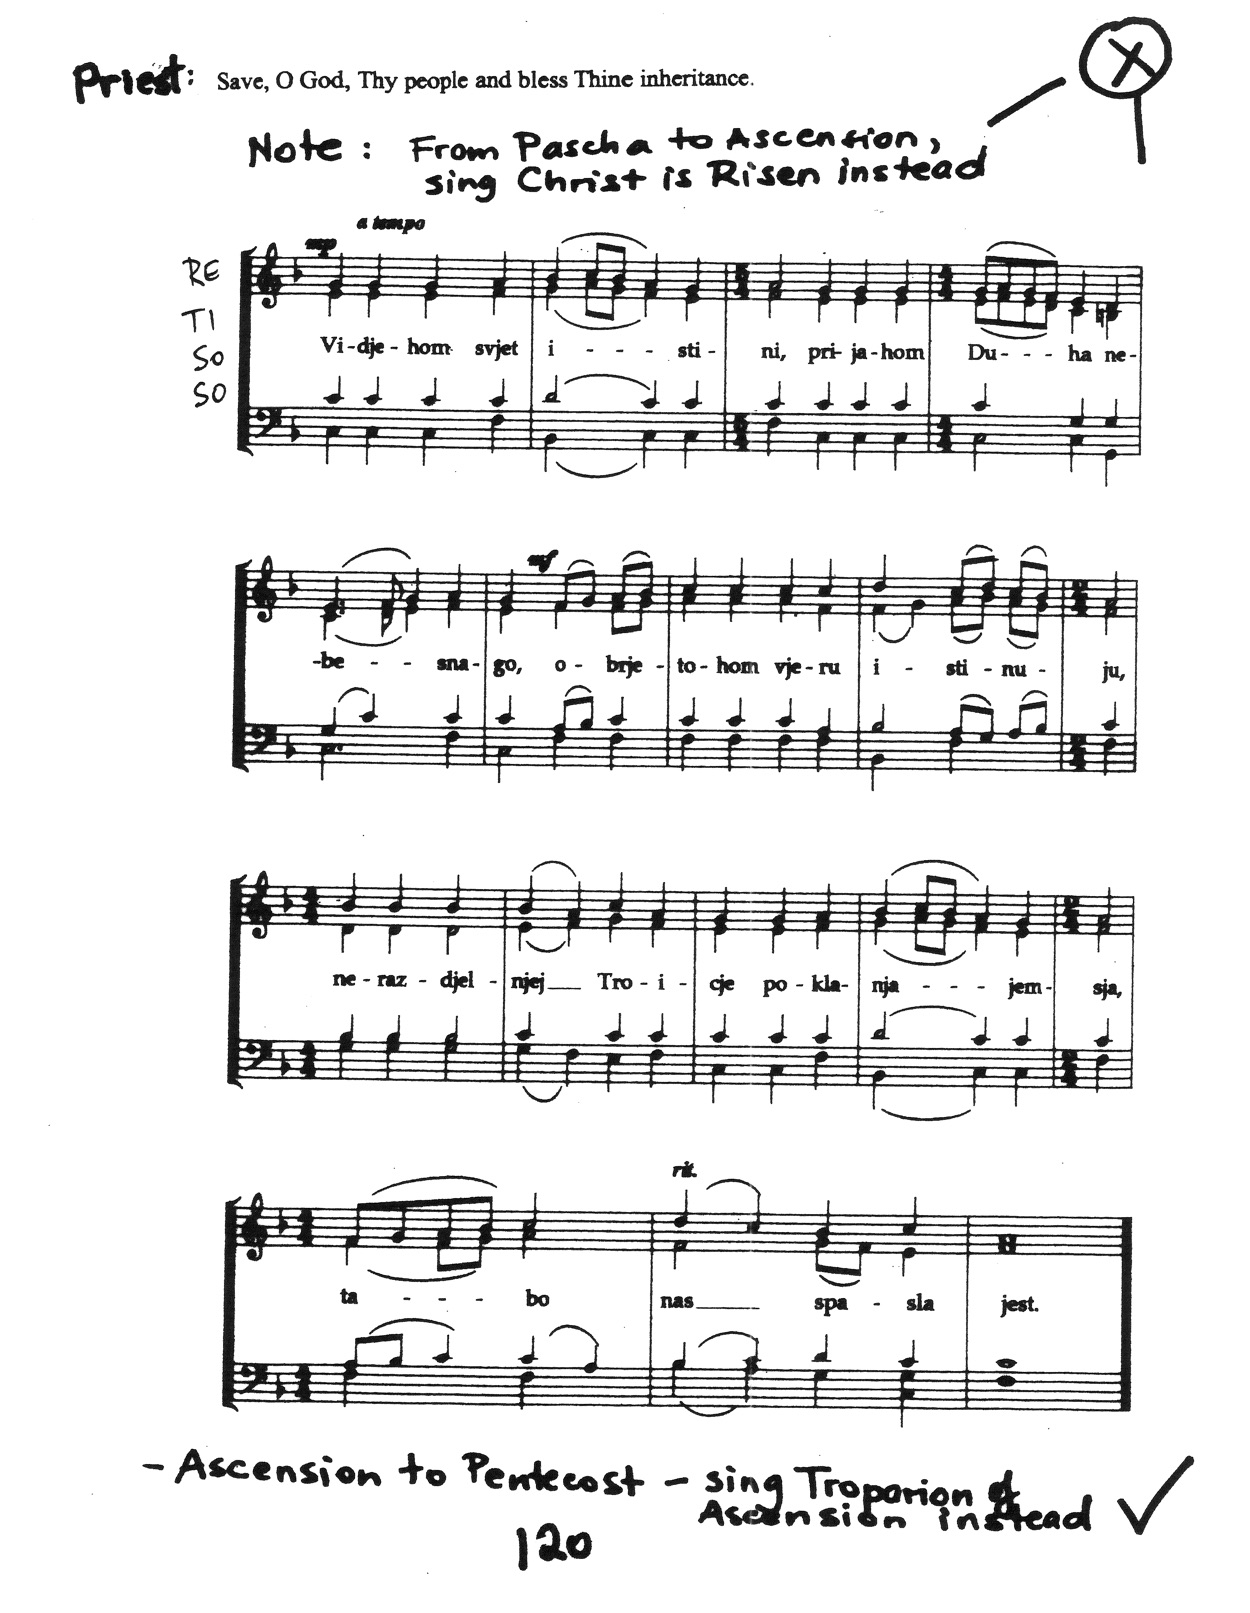 Priest: Save, O God, Thy people and bless Thine inheritance.
X
Note: From Pascha to Ascension,
sing Christ is Risen instead
a tempo
mp
RE
TI
SO
SO
Vi - dje - hom svjet i - - - sti - ni, pri - ja - hom Du - - - ha ne -
mf
-be - - sna - go, o - brje - to - hom vje - ru i - sti - nu - ju,
ne - raz - djel - njej___ Tro - i - cje po - kla - nja - - - jem - sja,
rit.
ta - - - bo nas_____ spa - sla jest.
- Ascension to Pentecost - sing Troparion of
Ascension instead ✓
120